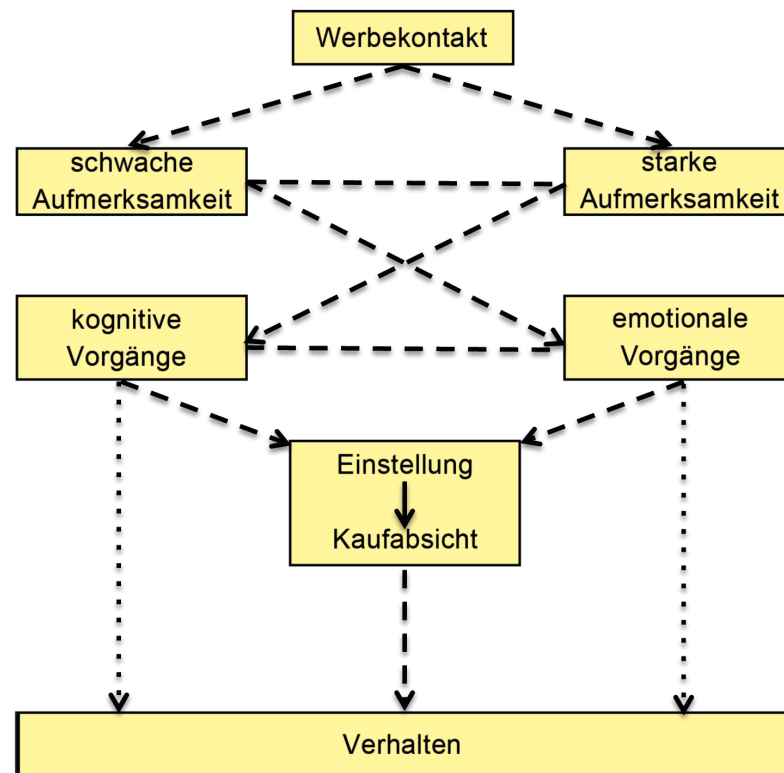 Werbekontakt
schwache
Aufmerksamkeit
starke
Aufmerksamkeit
kognitive
Vorgänge
emotionale
Vorgänge
Einstellung
Kaufabsicht
Verhalten